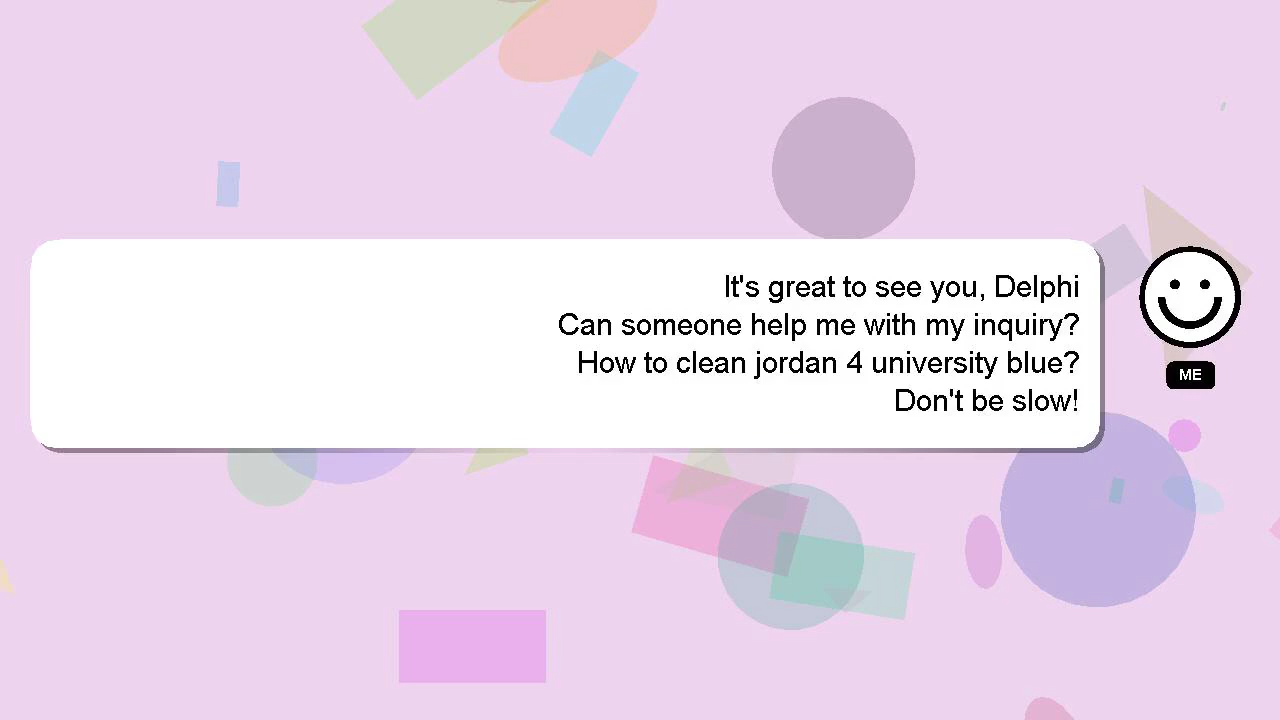 It's great to see you, Delphi
Can someone help me with my inquiry?
How to clean jordan 4 university blue?
Don't be slow!
ME